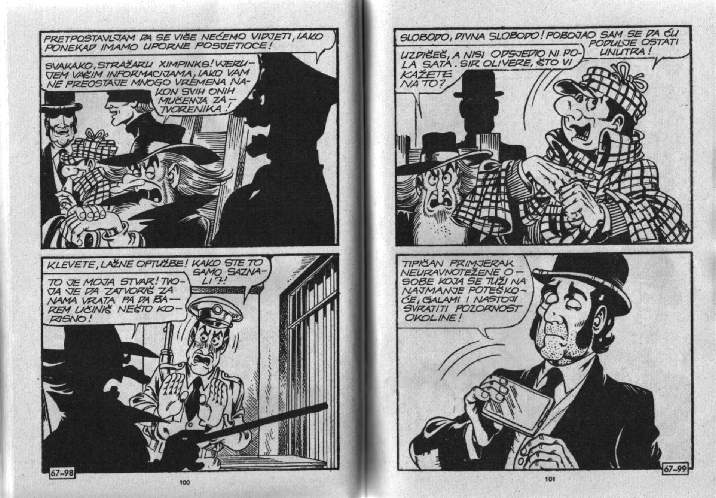 PRETPOSTAVLJAM DA SE VIŠE NEĆEMO VIDJETI, IAKO
PONEKAD IMAMO UPORNE POSJETIOCE!
SVAKAKO, STRAŽARU XIMPINKS! VJERU-
JEM VAŠIM INFORMACIJAMA, IAKO VAM
NE PREOSTAJE MNOGO VREMENA NA-
KON SVIH ONIH
MUČENJA ZA-
TVORENIKA!
KLEVETE, LAŽNE OPTUŽBE!
KAKO STE TO
SAMO SAZNA-
LI ?!
TO JE MOJA STVAR! TVO-
JA JE DA ZATVORIŠ ZA
NAMA VRATA PA DA BA-
REM UČINIŠ NEŠTO KO-
RISNO!
67-98
100
SLOBODO, DIVNA SLOBODO! POBOJAO SAM SE DA ĆU
PODULJE OSTATI
UNUTRA!
UZDIŠEŠ, A NISI ODSJEDIO NI PO-
LA SATA. SIR OLIVERE, ŠTO VI
KAŽETE
NA TO?
TIPIČAN PRIMJERAK
NEURAVNOTEŽENE O-
SOBE KOJA SE TUŽI NA
NAJMANJE POTEŠKO-
ĆE, GALAMI I NASTOJI
SVRATITI POZORNOST
OKOLINE!
67-99
101